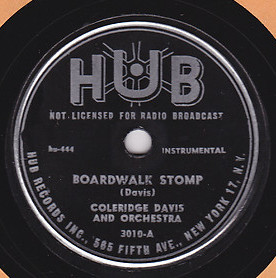 HUB
NOT LICENSED FOR RADIO BROADCAST
hu-444 INSTRUMENTAL
BOARDWALK STOMP
(Davis)
COLERIDGE DAVIS
AND ORCHESTRA
3010-A
HUB RECORDS INC., 565 FIFTH AVE., NEW YORK 17, N.Y.